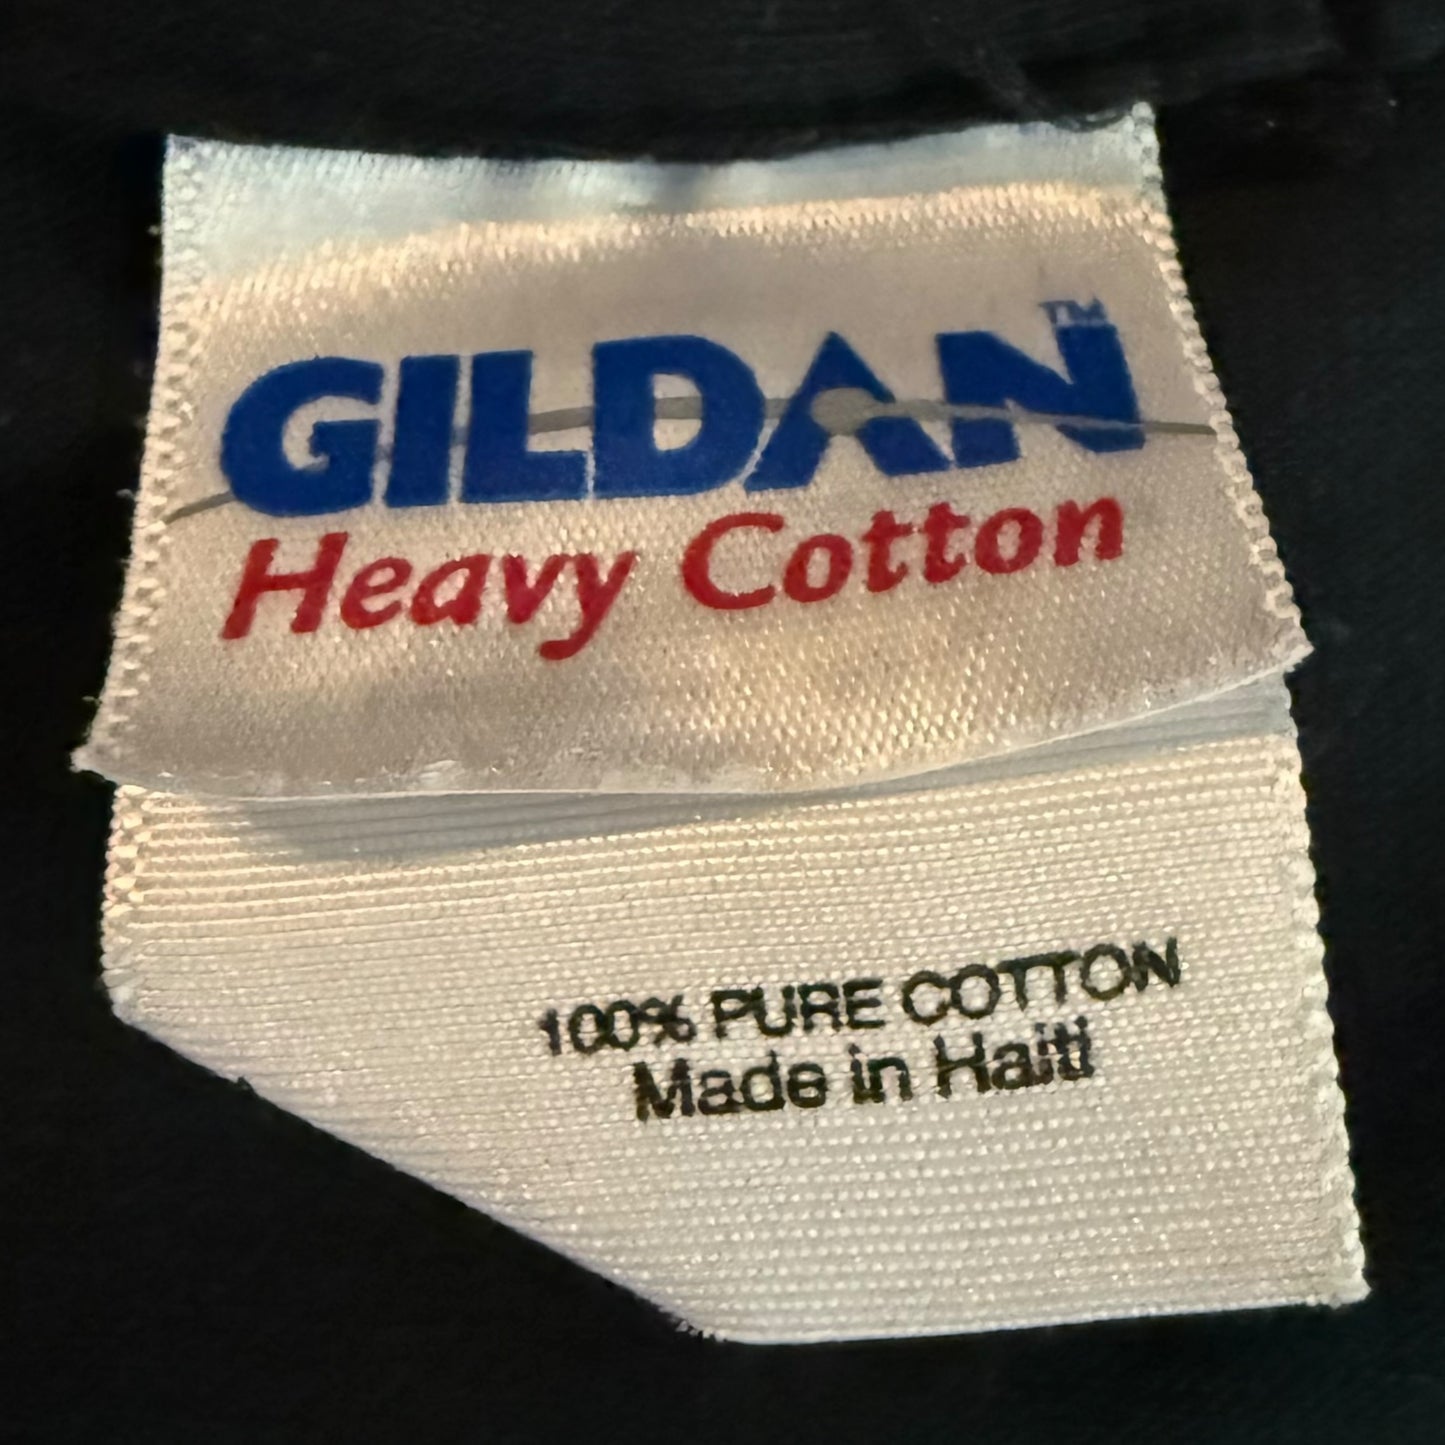 GILDAN™
Heavy Cotton
100% PURE COTTON
Made in Haiti